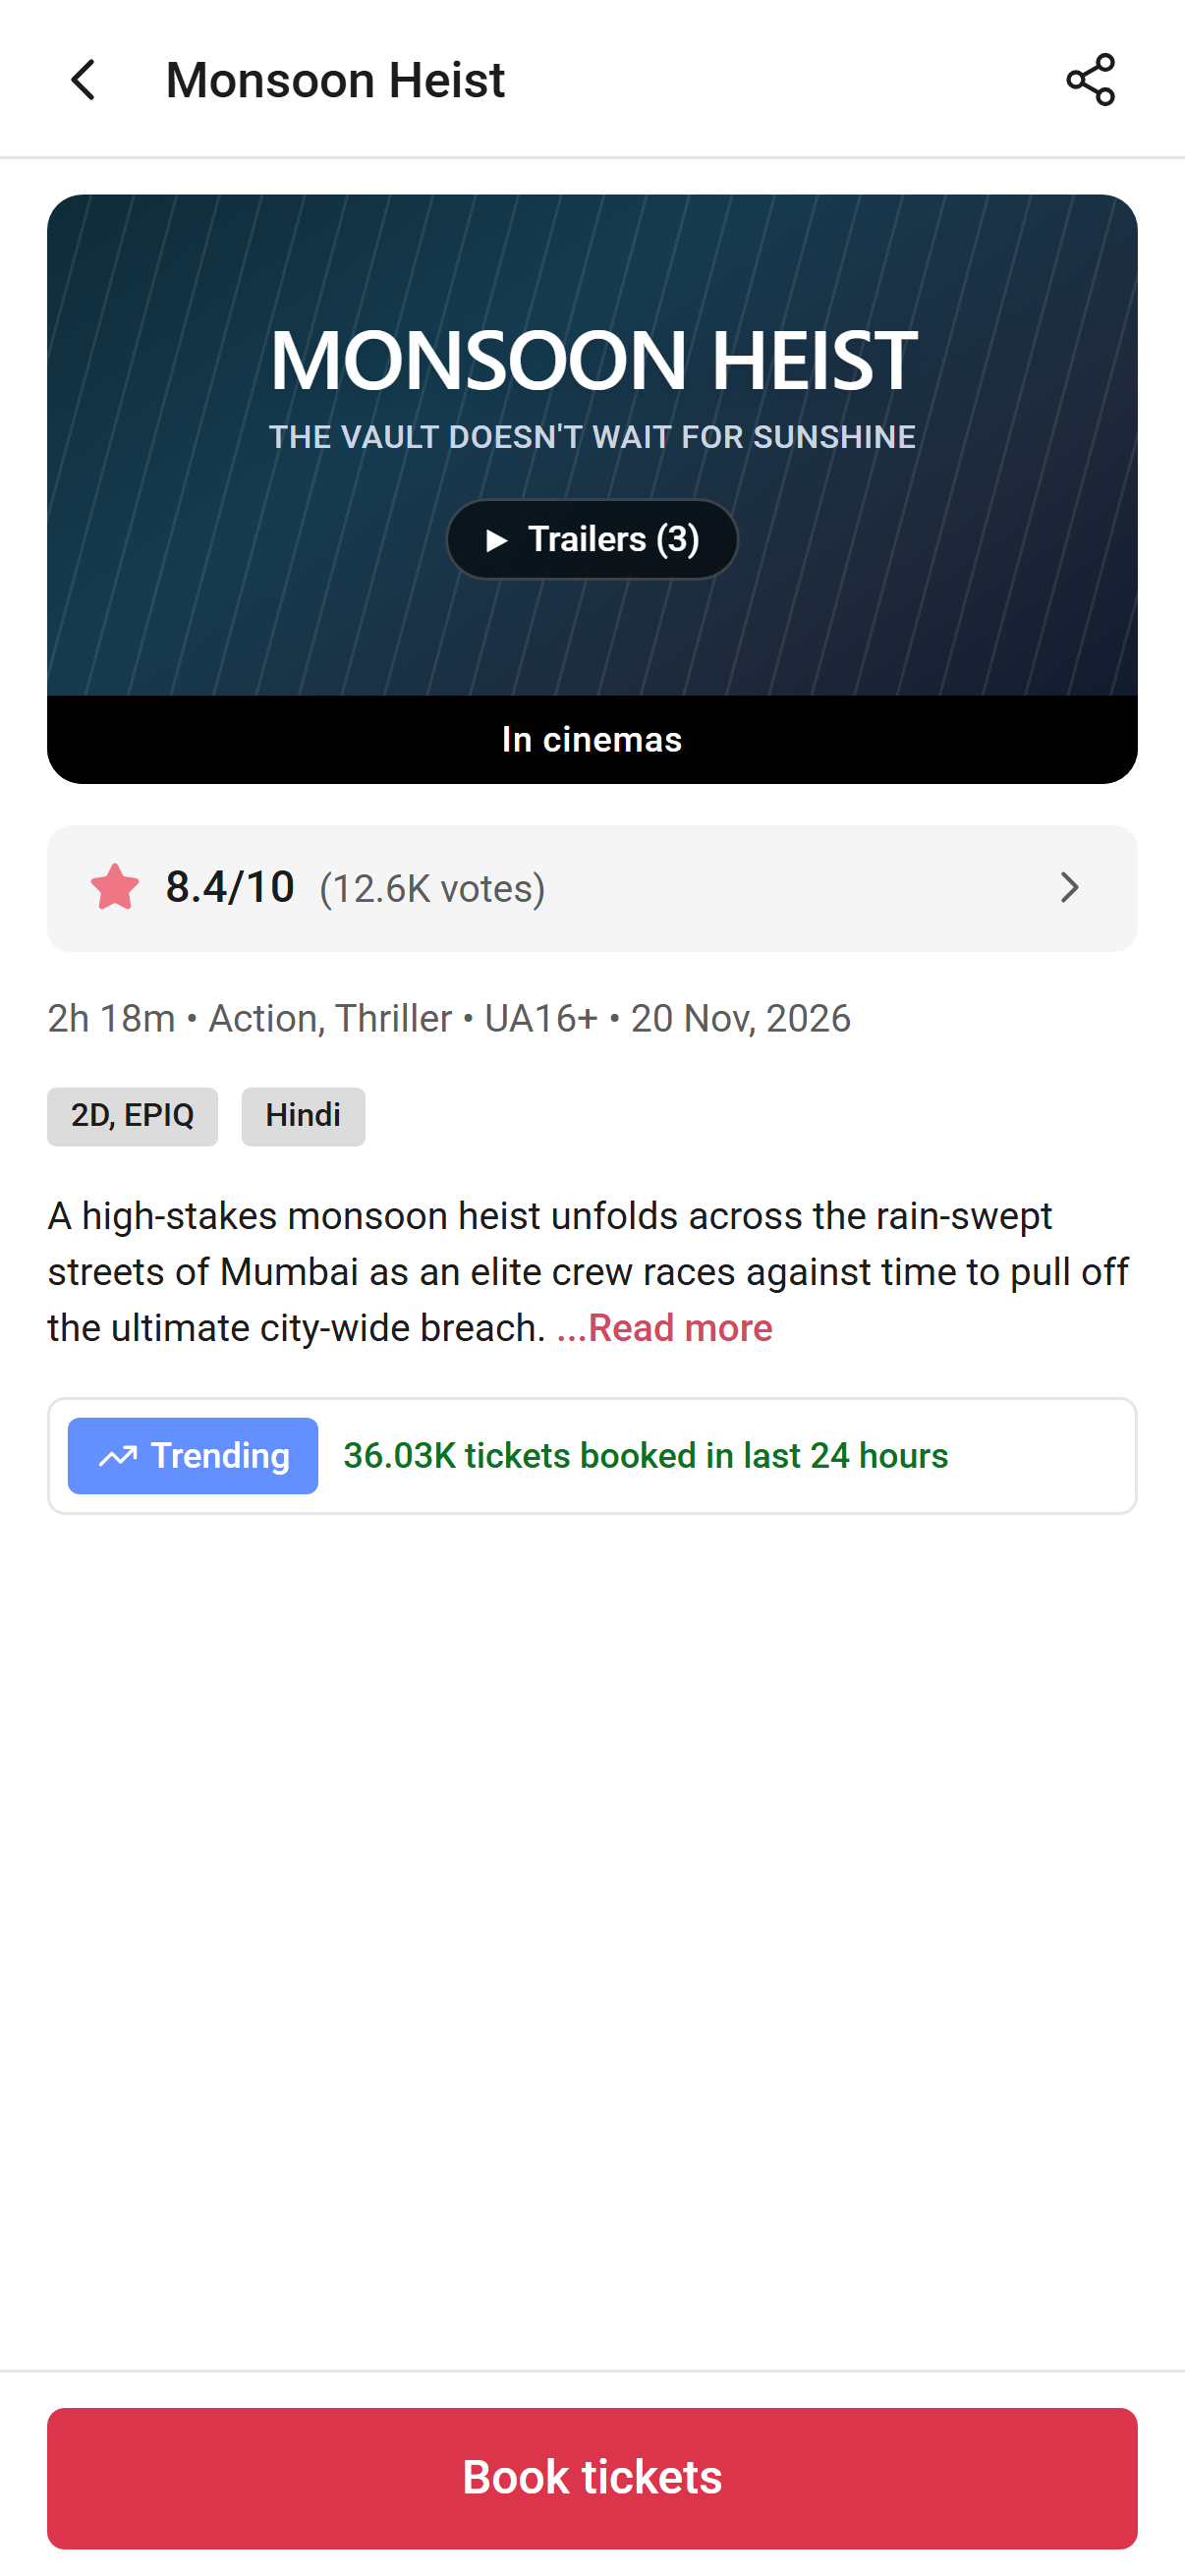 Monsoon Heist
MONSOON HEIST
THE VAULT DOESN'T WAIT FOR SUNSHINE
Trailers (3)
In cinemas
8.4/10 (12.6K votes)
2h 18m • Action, Thriller • UA16+ • 20 Nov, 2026
2D, EPIQ Hindi
A high-stakes monsoon heist unfolds across the rain-swept
streets of Mumbai as an elite crew races against time to pull off
the ultimate city-wide breach. ...Read more
Trending 36.03K tickets booked in last 24 hours
Book tickets